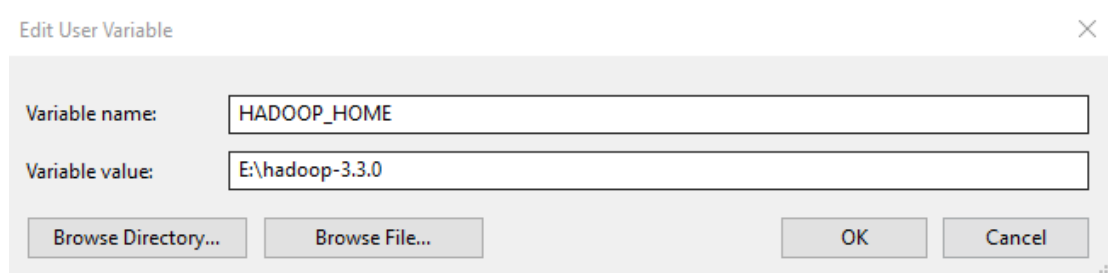 Edit User Variable
Variable name: HADOOP_HOME
Variable value: E:\hadoop-3.3.0
Browse Directory... Browse File... OK Cancel